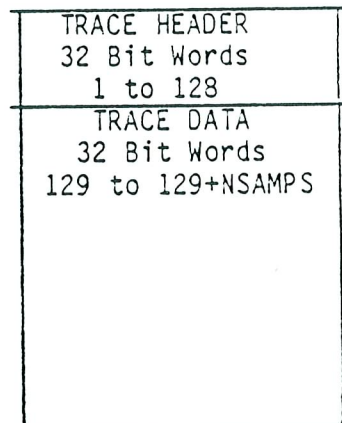 TRACE HEADER
32 Bit Words
1 to 128
TRACE DATA
32 Bit Words
129 to 129+NSAMPS